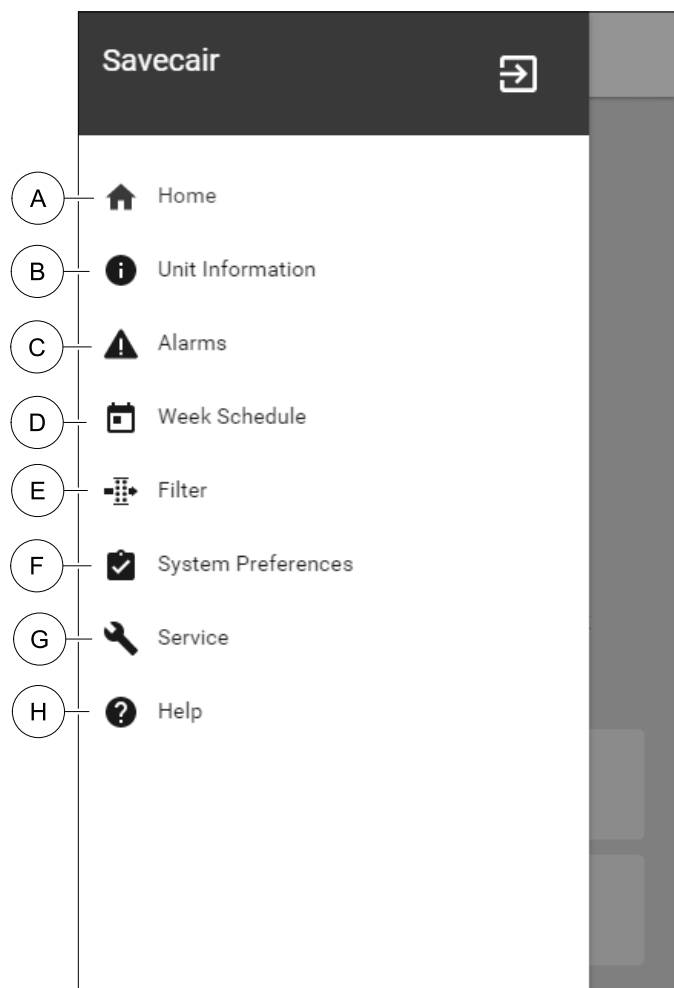 Savecair
A Home
B Unit Information
C Alarms
D Week Schedule
E Filter
F System Preferences
G Service
H Help